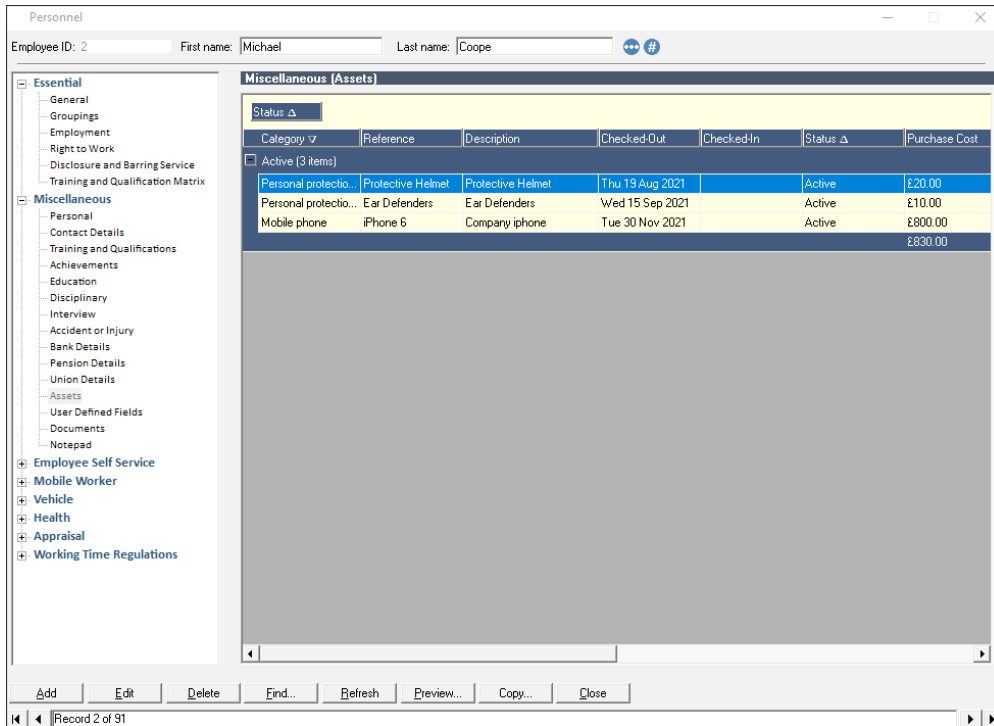 Personnel
Employee ID: 2 First name: Michael Last name: Coope ••• #
Essential
General
Groupings
Employment
Right to Work
Disclosure and Barring Service
Training and Qualification Matrix
Miscellaneous
Personal
Contact Details
Training and Qualifications
Achievements
Education
Disciplinary
Interview
Accident or Injury
Bank Details
Pension Details
Union Details
Assets
User Defined Fields
Documents
Notepad
Employee Self Service
Mobile Worker
Vehicle
Health
Appraisal
Working Time Regulations
Miscellaneous (Assets)
Status
Category Reference Description Checked-Out Checked-In Status Purchase Cost
Active (3 items)
Personal protectio... Protective Helmet Protective Helmet Thu 19 Aug 2021 Active £20.00
Personal protectio... Ear Defenders Ear Defenders Wed 15 Sep 2021 Active £10.00
Mobile phone iPhone 6 Company iphone Tue 30 Nov 2021 Active £800.00
£830.00
Add Edit Delete Find... Refresh Preview... Copy... Close
Record 2 of 91